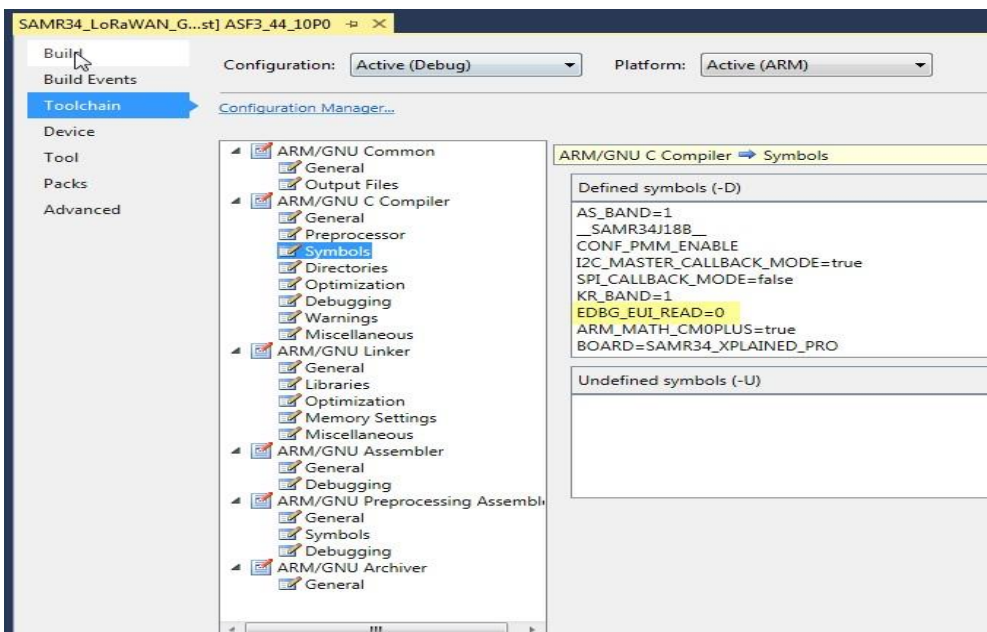 SAMR34_LoRaWAN_G...st] ASF3_44_10P0
Build
Build Events
Toolchain
Device
Tool
Packs
Advanced
Configuration: Active (Debug) Platform: Active (ARM)
Configuration Manager...
ARM/GNU Common
General
Output Files
ARM/GNU C Compiler
General
Preprocessor
Symbols
Directories
Optimization
Debugging
Warnings
Miscellaneous
ARM/GNU Linker
General
Libraries
Optimization
Memory Settings
Miscellaneous
ARM/GNU Assembler
General
Debugging
ARM/GNU Preprocessing Assembl
General
Symbols
Debugging
ARM/GNU Archiver
General
ARM/GNU C Compiler ⇨ Symbols
Defined symbols (-D)
AS_BAND=1
__SAMR34J18B__
CONF_PMM_ENABLE
I2C_MASTER_CALLBACK_MODE=true
SPI_CALLBACK_MODE=false
KR_BAND=1
EDBG_EUI_READ=0
ARM_MATH_CM0PLUS=true
BOARD=SAMR34_XPLAINED_PRO
Undefined symbols (-U)